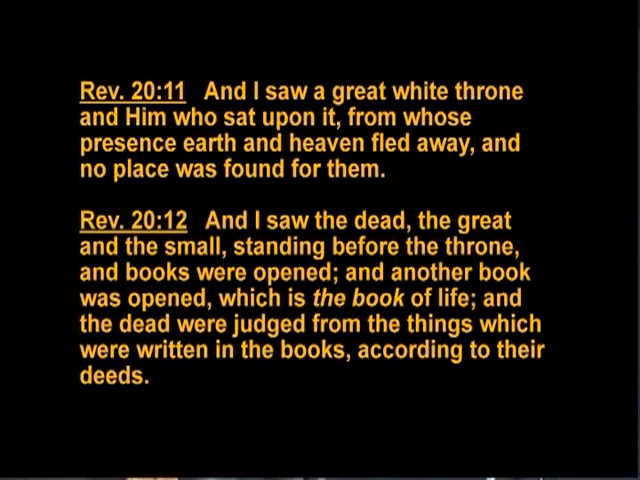 Rev. 20:11 And I saw a great white throne
and Him who sat upon it, from whose
presence earth and heaven fled away, and
no place was found for them.
Rev. 20:12 And I saw the dead, the great
and the small, standing before the throne,
and books were opened; and another book
was opened, which is the book of life; and
the dead were judged from the things which
were written in the books, according to their
deeds.